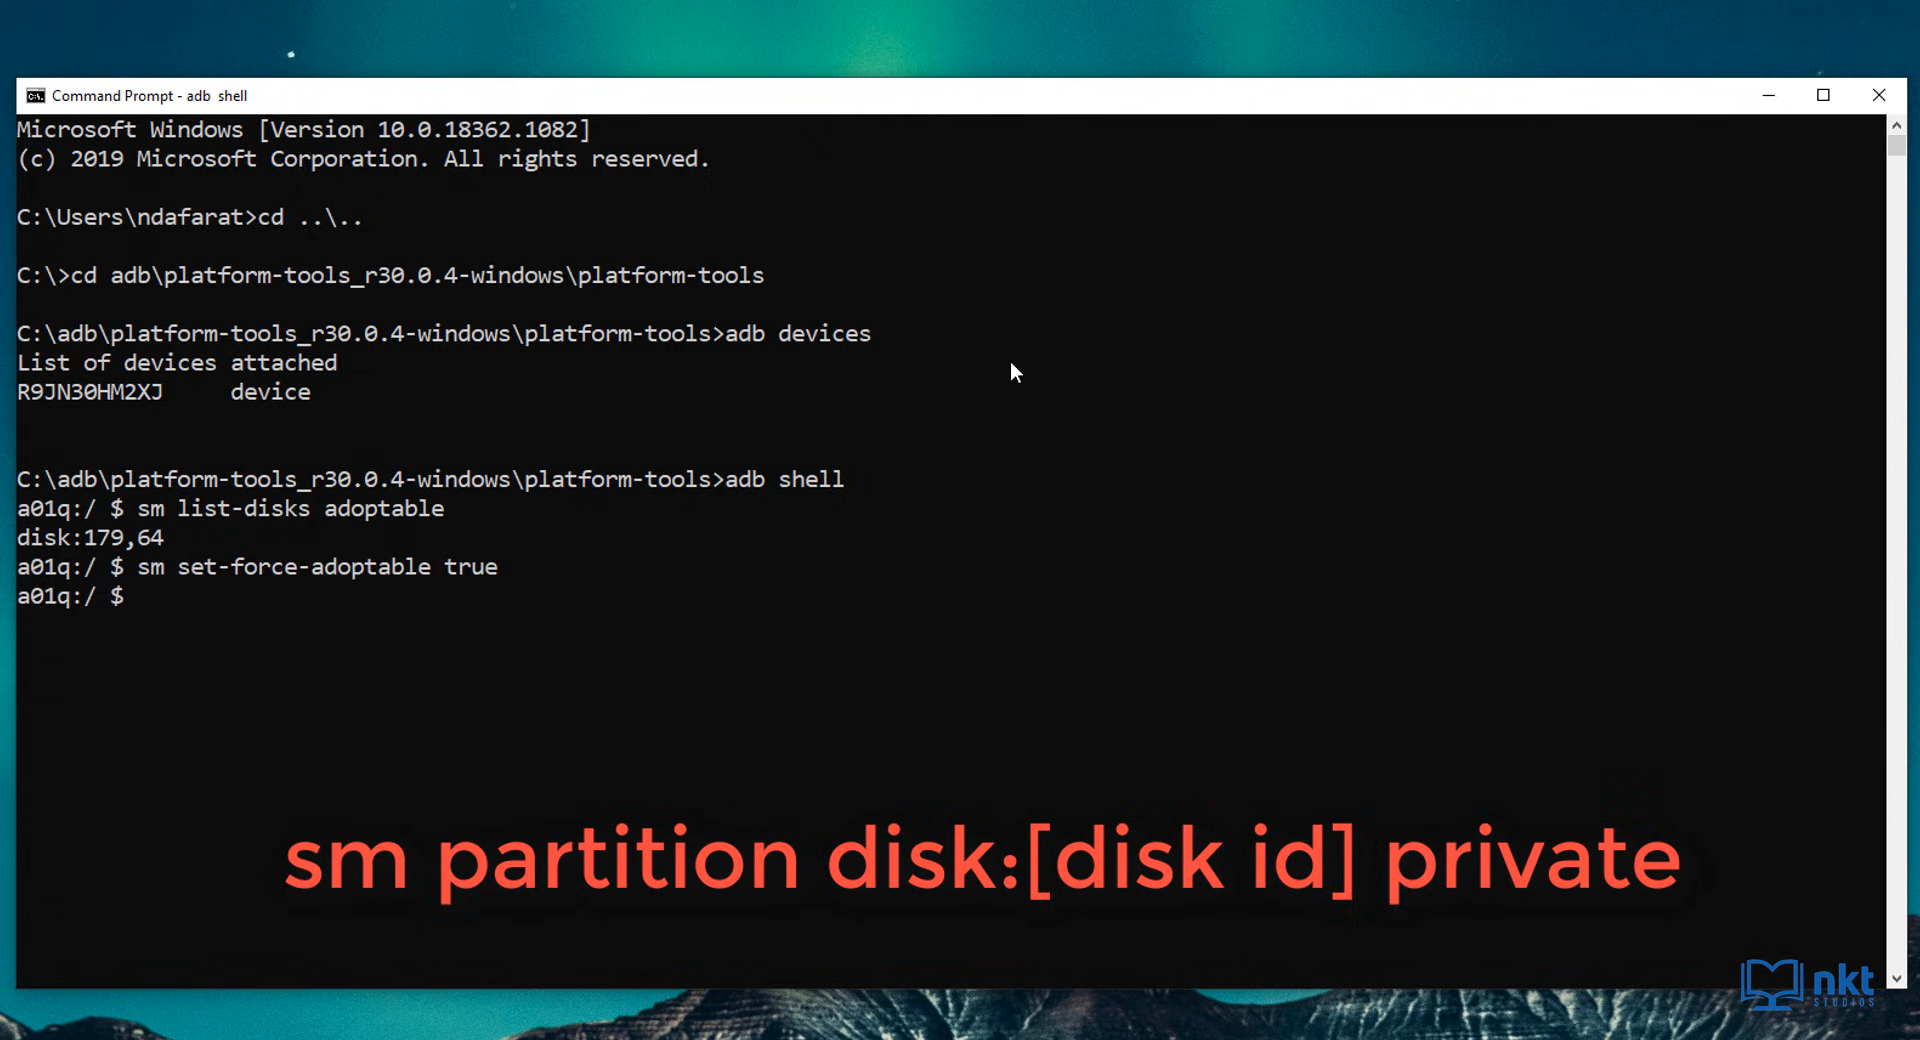 Command Prompt - adb  shell
Microsoft Windows [Version 10.0.18362.1082]
(c) 2019 Microsoft Corporation. All rights reserved.
C:\Users\ndafarat>cd ..\..
C:\>cd adb\platform-tools_r30.0.4-windows\platform-tools
C:\adb\platform-tools_r30.0.4-windows\platform-tools>adb devices
List of devices attached
R9JN30HM2XJ     device
C:\adb\platform-tools_r30.0.4-windows\platform-tools>adb shell
a01q:/ $ sm list-disks adoptable
disk:179,64
a01q:/ $ sm set-force-adoptable true
a01q:/ $
sm partition disk:[disk id] private
nkt
STUDIOS